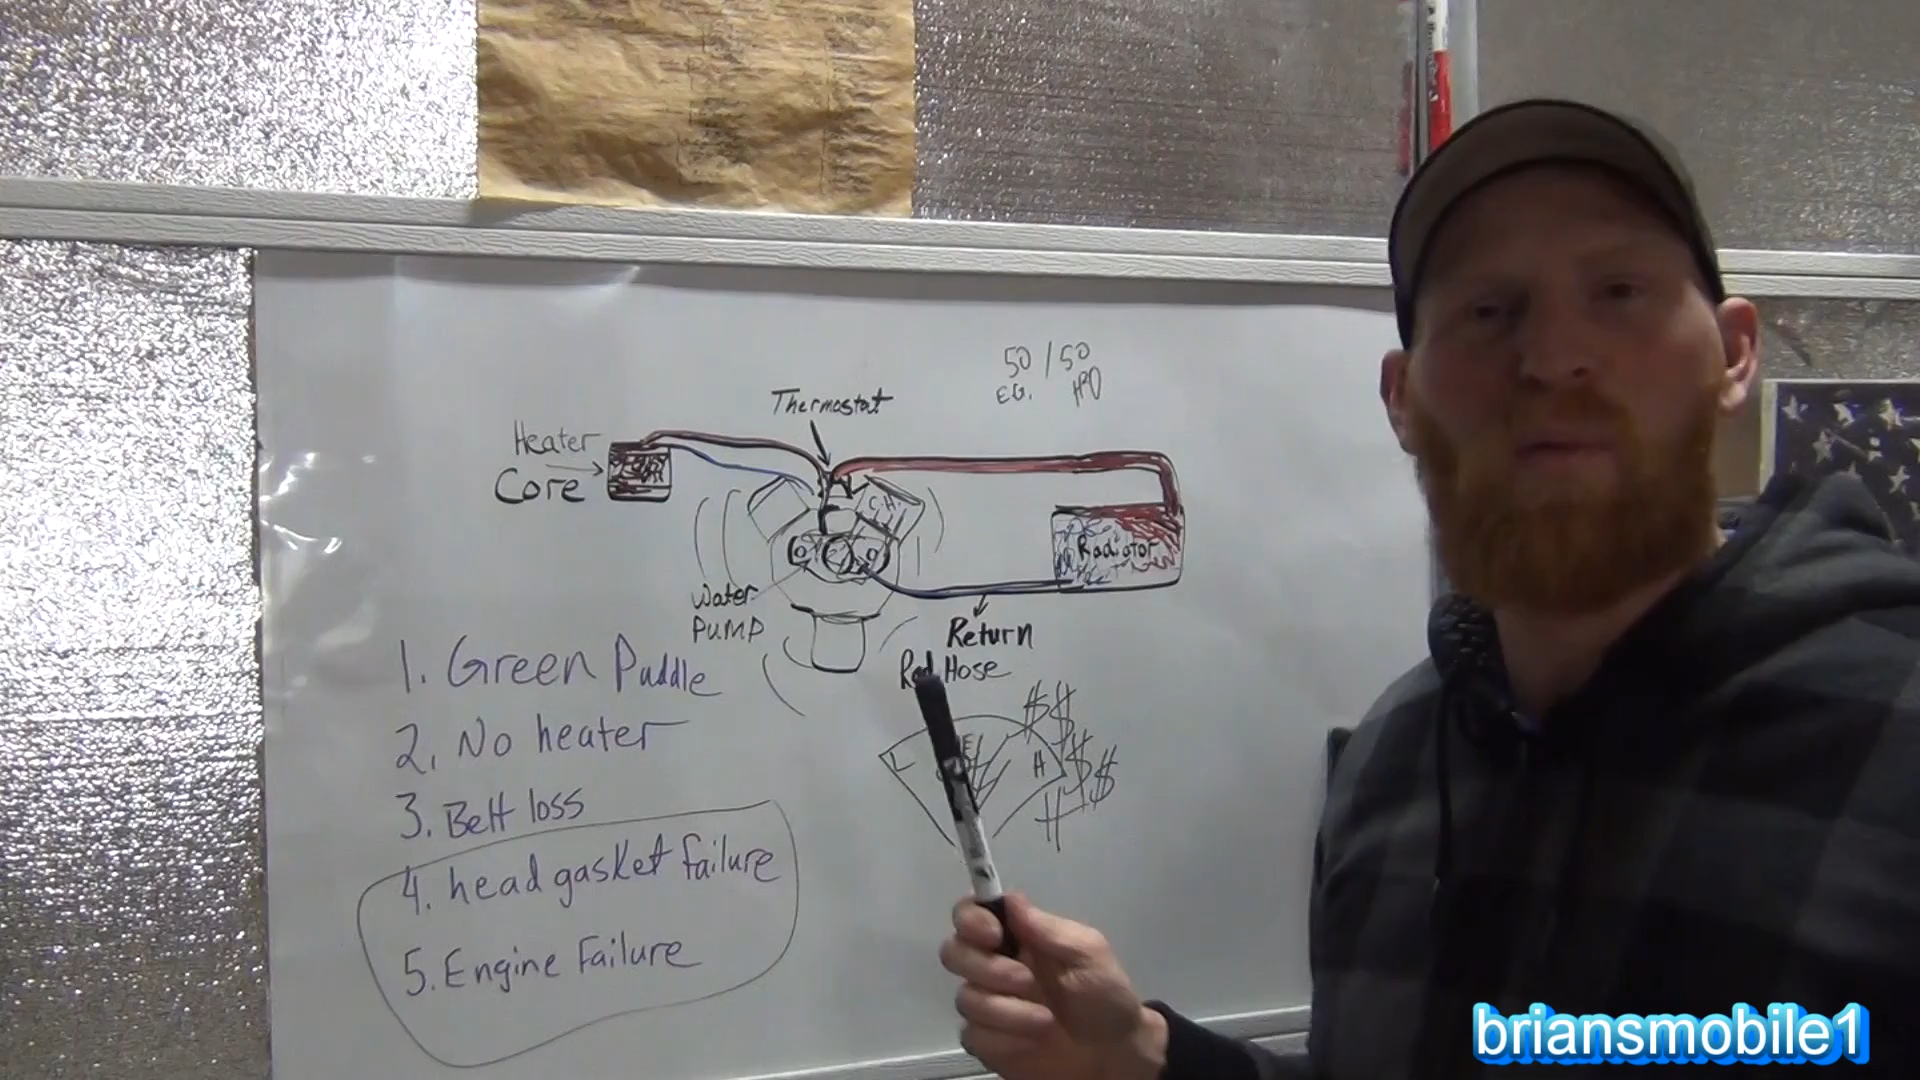 50 / 50
E.G. H2O
Thermostat
Heater
Core
C.H.
Radiator
Water
PUMP
Return
Rad Hose
1. Green Puddle
2. No heater
3. Belt loss
4. head gasket failure
5. Engine Failure
$$
$$
L
H
briansmobile1